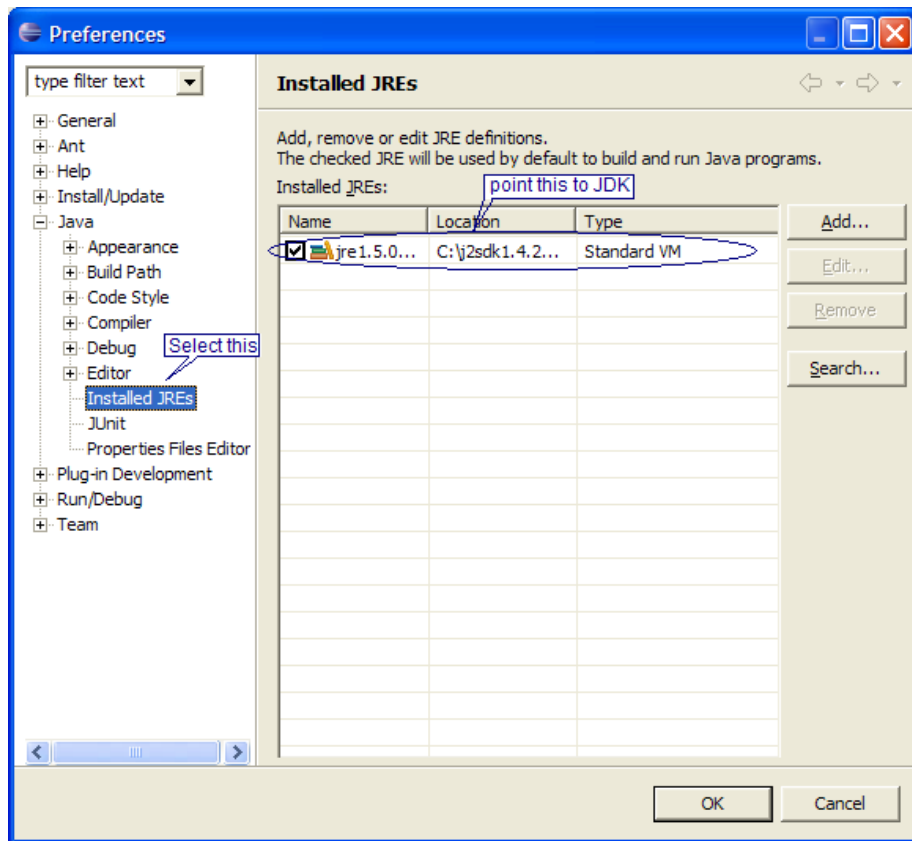 Preferences
type filter text
General
Ant
Help
Install/Update
Java
Appearance
Build Path
Code Style
Compiler
Debug
Select this
Editor
Installed JREs
JUnit
Properties Files Editor
Plug-in Development
Run/Debug
Team
Installed JREs
Add, remove or edit JRE definitions.
The checked JRE will be used by default to build and run Java programs.
Installed JREs:
point this to JDK
Name Location Type
jre1.5.0... C:\j2sdk1.4.2... Standard VM
Add...
Edit...
Remove
Search...
OK Cancel